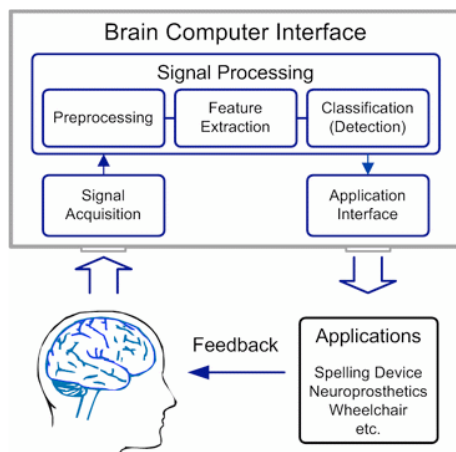 Brain Computer Interface
Signal Processing
Preprocessing
Feature
Extraction
Classification
(Detection)
Signal
Acquisition
Application
Interface
Feedback
Applications
Spelling Device
Neuroprosthetics
Wheelchair
etc.